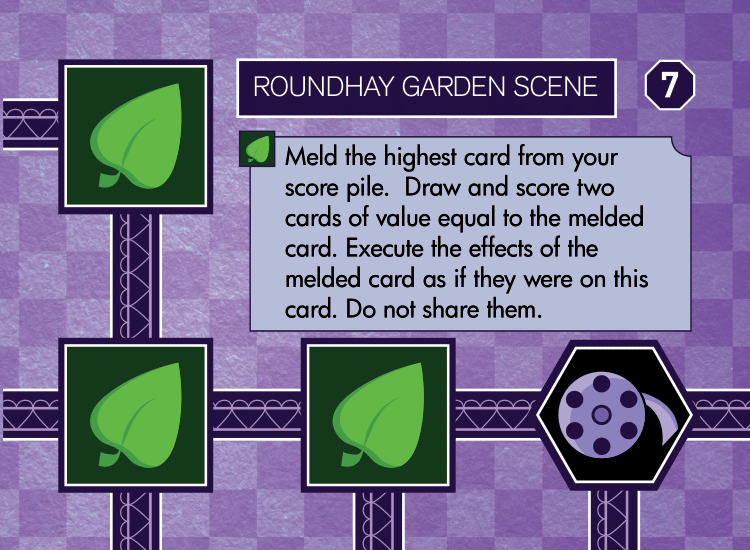 ROUNDHAY GARDEN SCENE
7
Meld the highest card from your
score pile.  Draw and score two
cards of value equal to the melded
card. Execute the effects of the
melded card as if they were on this
card. Do not share them.